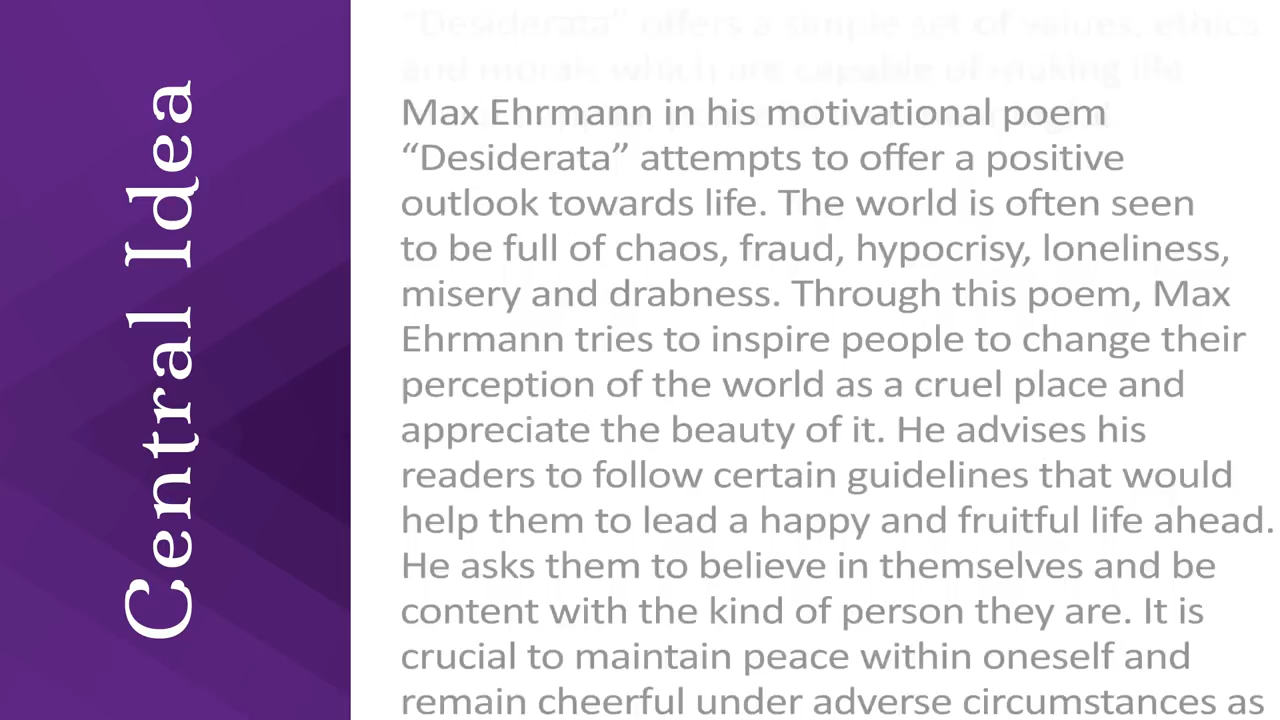 Central Idea
"Desiderata" offers a simple set of values, ethics
and morals which are capable of making life
Max Ehrmann in his motivational poem
“Desiderata” attempts to offer a positive
outlook towards life. The world is often seen
to be full of chaos, fraud, hypocrisy, loneliness,
misery and drabness. Through this poem, Max
Ehrmann tries to inspire people to change their
perception of the world as a cruel place and
appreciate the beauty of it. He advises his
readers to follow certain guidelines that would
help them to lead a happy and fruitful life ahead.
He asks them to believe in themselves and be
content with the kind of person they are. It is
crucial to maintain peace within oneself and
remain cheerful under adverse circumstances as